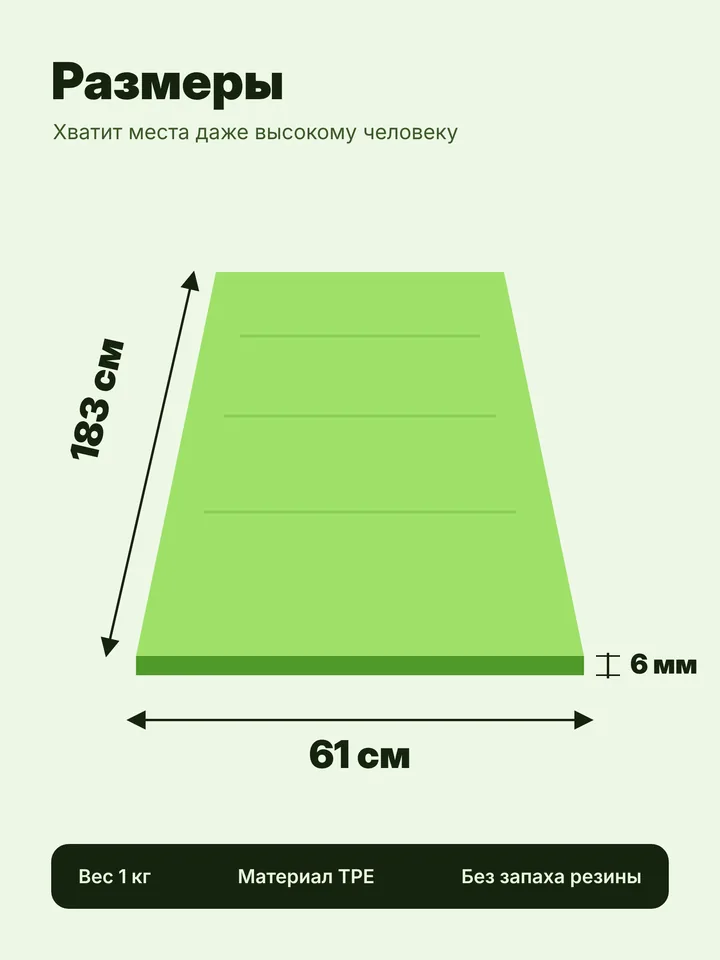 Размеры
Хватит места даже высокому человеку
183 см
6 мм
61 см
Вес 1 кг
Материал TPE
Без запаха резины